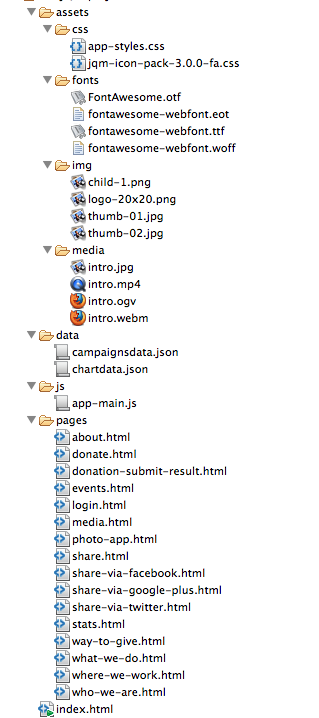 assets
css
app-styles.css
jqm-icon-pack-3.0.0-fa.css
fonts
FontAwesome.otf
fontawesome-webfont.eot
fontawesome-webfont.ttf
fontawesome-webfont.woff
img
child-1.png
logo-20x20.png
thumb-01.jpg
thumb-02.jpg
media
intro.jpg
intro.mp4
intro.ogv
intro.webm
data
campaignsdata.json
chartdata.json
js
app-main.js
pages
about.html
donate.html
donation-submit-result.html
events.html
login.html
media.html
photo-app.html
share.html
share-via-facebook.html
share-via-google-plus.html
share-via-twitter.html
stats.html
way-to-give.html
what-we-do.html
where-we-work.html
who-we-are.html
index.html